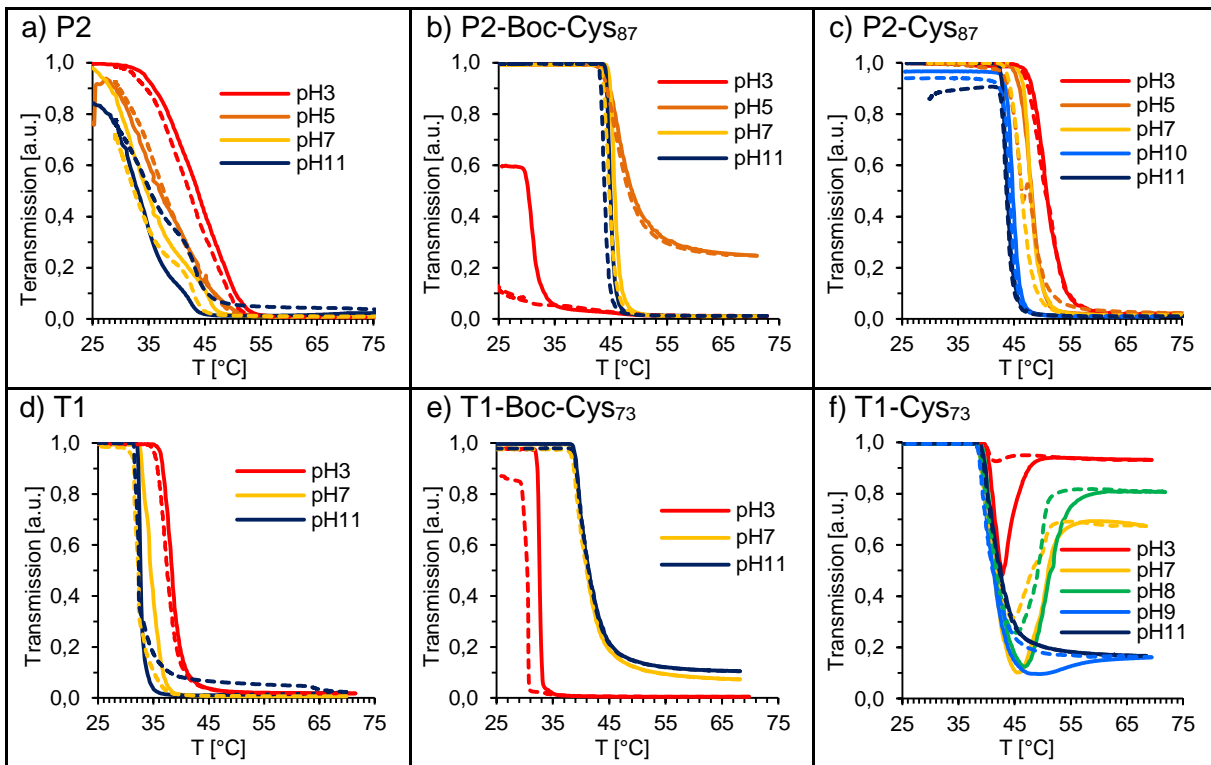 a) P2
1,0
0,8
0,6
0,4
0,2
0,0
25 35 45 55 65 75
Teransmission [a.u.]
T [°C]
pH3
pH5
pH7
pH11
b) P2-Boc-Cys87
1,0
0,8
0,6
0,4
0,2
0,0
25 35 45 55 65 75
Transmission [a.u.]
T [°C]
pH3
pH5
pH7
pH11
c) P2-Cys87
1,0
0,8
0,6
0,4
0,2
0,0
25 35 45 55 65 75
Transmission [a.u.]
T [°C]
pH3
pH5
pH7
pH10
pH11
d) T1
1,0
0,8
0,6
0,4
0,2
0,0
25 35 45 55 65 75
Transmission [a.u.]
T [°C]
pH3
pH7
pH11
e) T1-Boc-Cys73
1,0
0,8
0,6
0,4
0,2
0,0
25 35 45 55 65 75
Transmission [a.u.]
T [°C]
pH3
pH7
pH11
f) T1-Cys73
1,0
0,8
0,6
0,4
0,2
0,0
25 35 45 55 65 75
Transmission [a.u.]
T [°C]
pH3
pH7
pH8
pH9
pH11